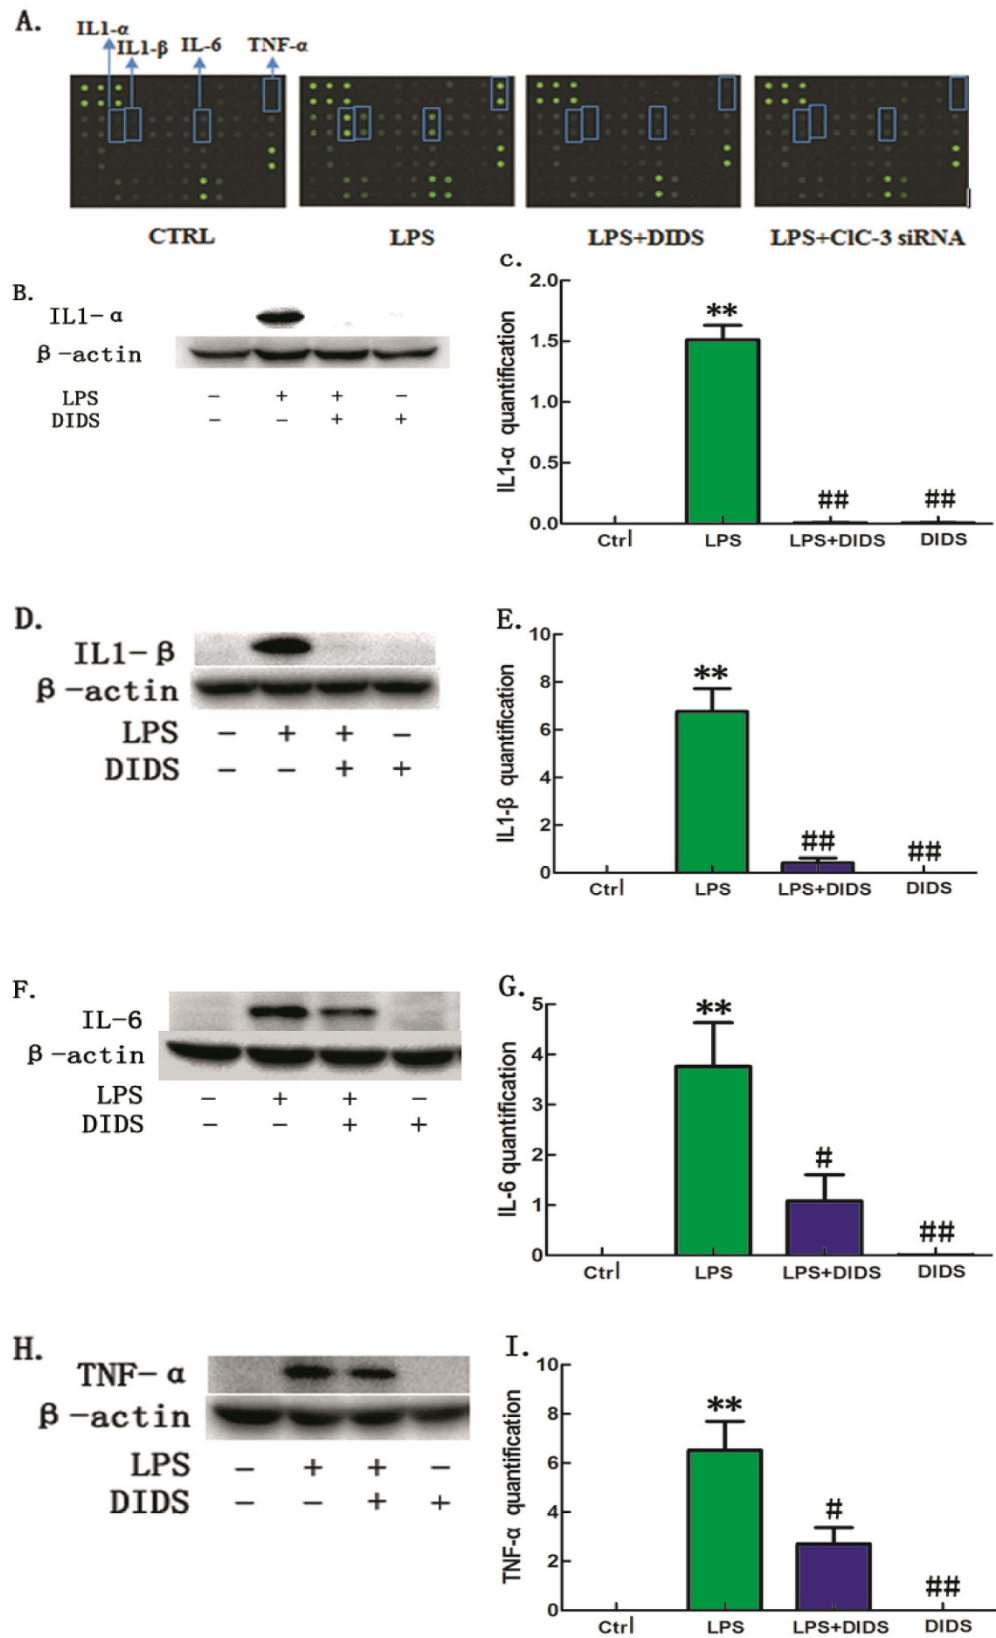 A.
IL1-α
IL1-β IL-6 TNF-α
CTRL LPS LPS+DIDS LPS+ClC-3 siRNA
B.
IL1-α
β-actin
LPS - + + -
DIDS - - + +
c.
IL1-α quantification
2.0
1.5
1.0
0.5
0.0
**
##
##
Ctrl LPS LPS+DIDS DIDS
D.
IL1-β
β-actin
LPS - + + -
DIDS - - + +
E.
IL1-β quantification
10
8
6
4
2
0
**
##
##
Ctrl LPS LPS+DIDS DIDS
F.
IL-6
β-actin
LPS - + + -
DIDS - - + +
G.
IL-6 quantification
5
4
3
2
1
0
**
#
##
Ctrl LPS LPS+DIDS DIDS
H.
TNF-α
β-actin
LPS - + + -
DIDS - - + +
I.
TNF-α quantification
10
8
6
4
2
0
**
#
##
Ctrl LPS LPS+DIDS DIDS